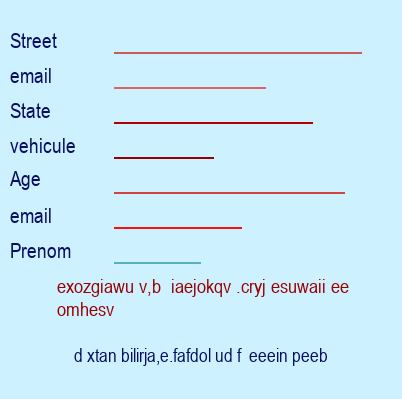 Street
email
State
vehicule
Age
email
Prenom
exozgiawu v,b  iaejokqv .cryj esuwaii ee
omhesv
d xtan bilirja,e.fafdol ud f  eeein peeb